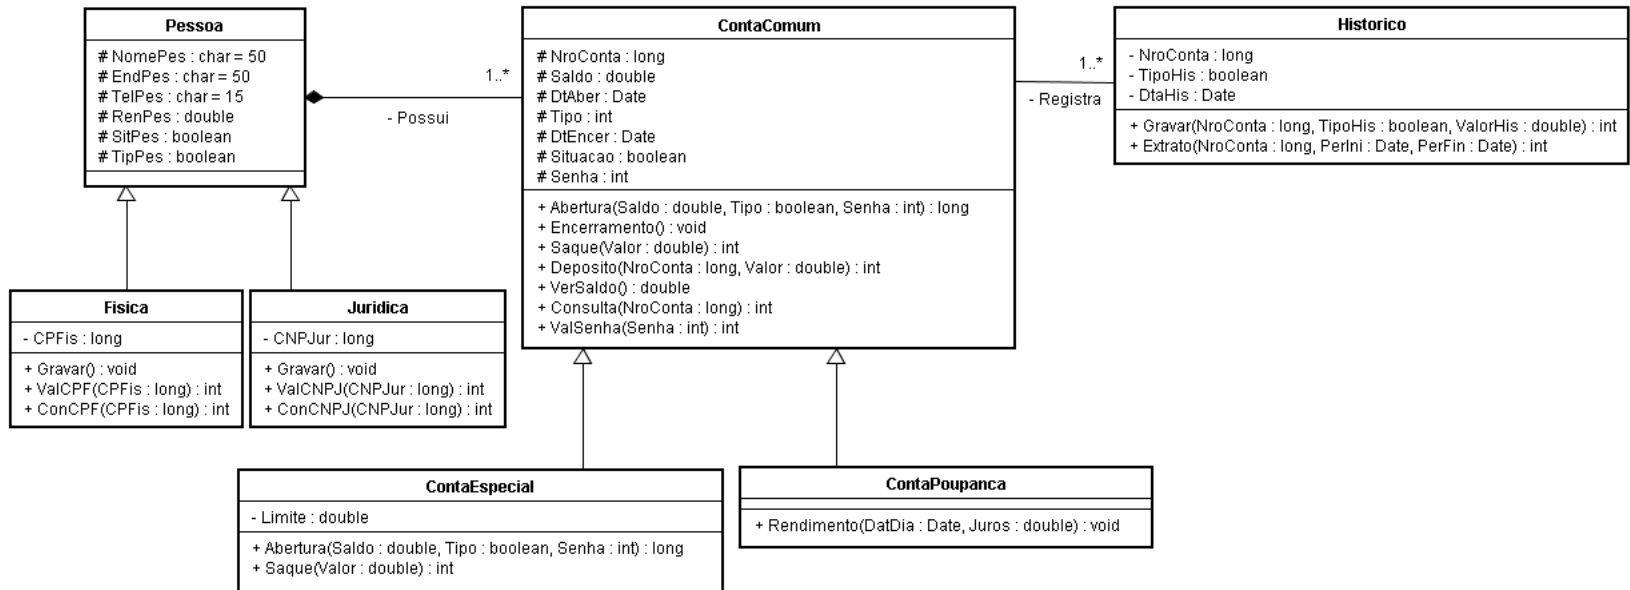 Pessoa
# NomePes : char = 50
# EndPes : char = 50
# TelPes : char = 15
# RenPes : double
# SitPes : boolean
# TipPes : boolean
1..*
- Possui
ContaComum
# NroConta : long
# Saldo : double
# DtAber : Date
# Tipo : int
# DtEncer : Date
# Situacao : boolean
# Senha : int
+ Abertura(Saldo : double, Tipo : boolean, Senha : int) : long
+ Encerramento() : void
+ Saque(Valor : double) : int
+ Deposito(NroConta : long, Valor : double) : int
+ VerSaldo() : double
+ Consulta(NroConta : long) : int
+ ValSenha(Senha : int) : int
1..*
- Registra
Historico
- NroConta : long
- TipoHis : boolean
- DtaHis : Date
+ Gravar(NroConta : long, TipoHis : boolean, ValorHis : double) : int
+ Extrato(NroConta : long, PerIni : Date, PerFin : Date) : int
Fisica
- CPFis : long
+ Gravar() : void
+ ValCPF(CPFis : long) : int
+ ConCPF(CPFis : long) : int
Juridica
- CNPJur : long
+ Gravar() : void
+ ValCNPJ(CNPJur : long) : int
+ ConCNPJ(CNPJur : long) : int
ContaEspecial
- Limite : double
+ Abertura(Saldo : double, Tipo : boolean, Senha : int) : long
+ Saque(Valor : double) : int
ContaPoupanca
+ Rendimento(DatDia : Date, Juros : double) : void